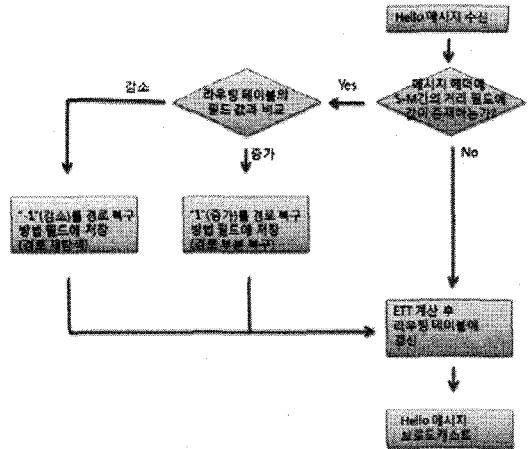 Hello 메시지 수신
메시지 헤더에
S-M간의 거리 필드에
값이 존재하는가?
Yes
No
라우팅 테이블의
필드 값과 비교
감소
증가
"-1"(감소)를 경로 복구
방법 필드에 저장
(경로 재탐색)
"1"(증가)를 경로 복구
방법 필드에 저장
(경로 부분 복구)
ETT 계산 후
라우팅 테이블에
갱신
Hello 메시지
브로드캐스트